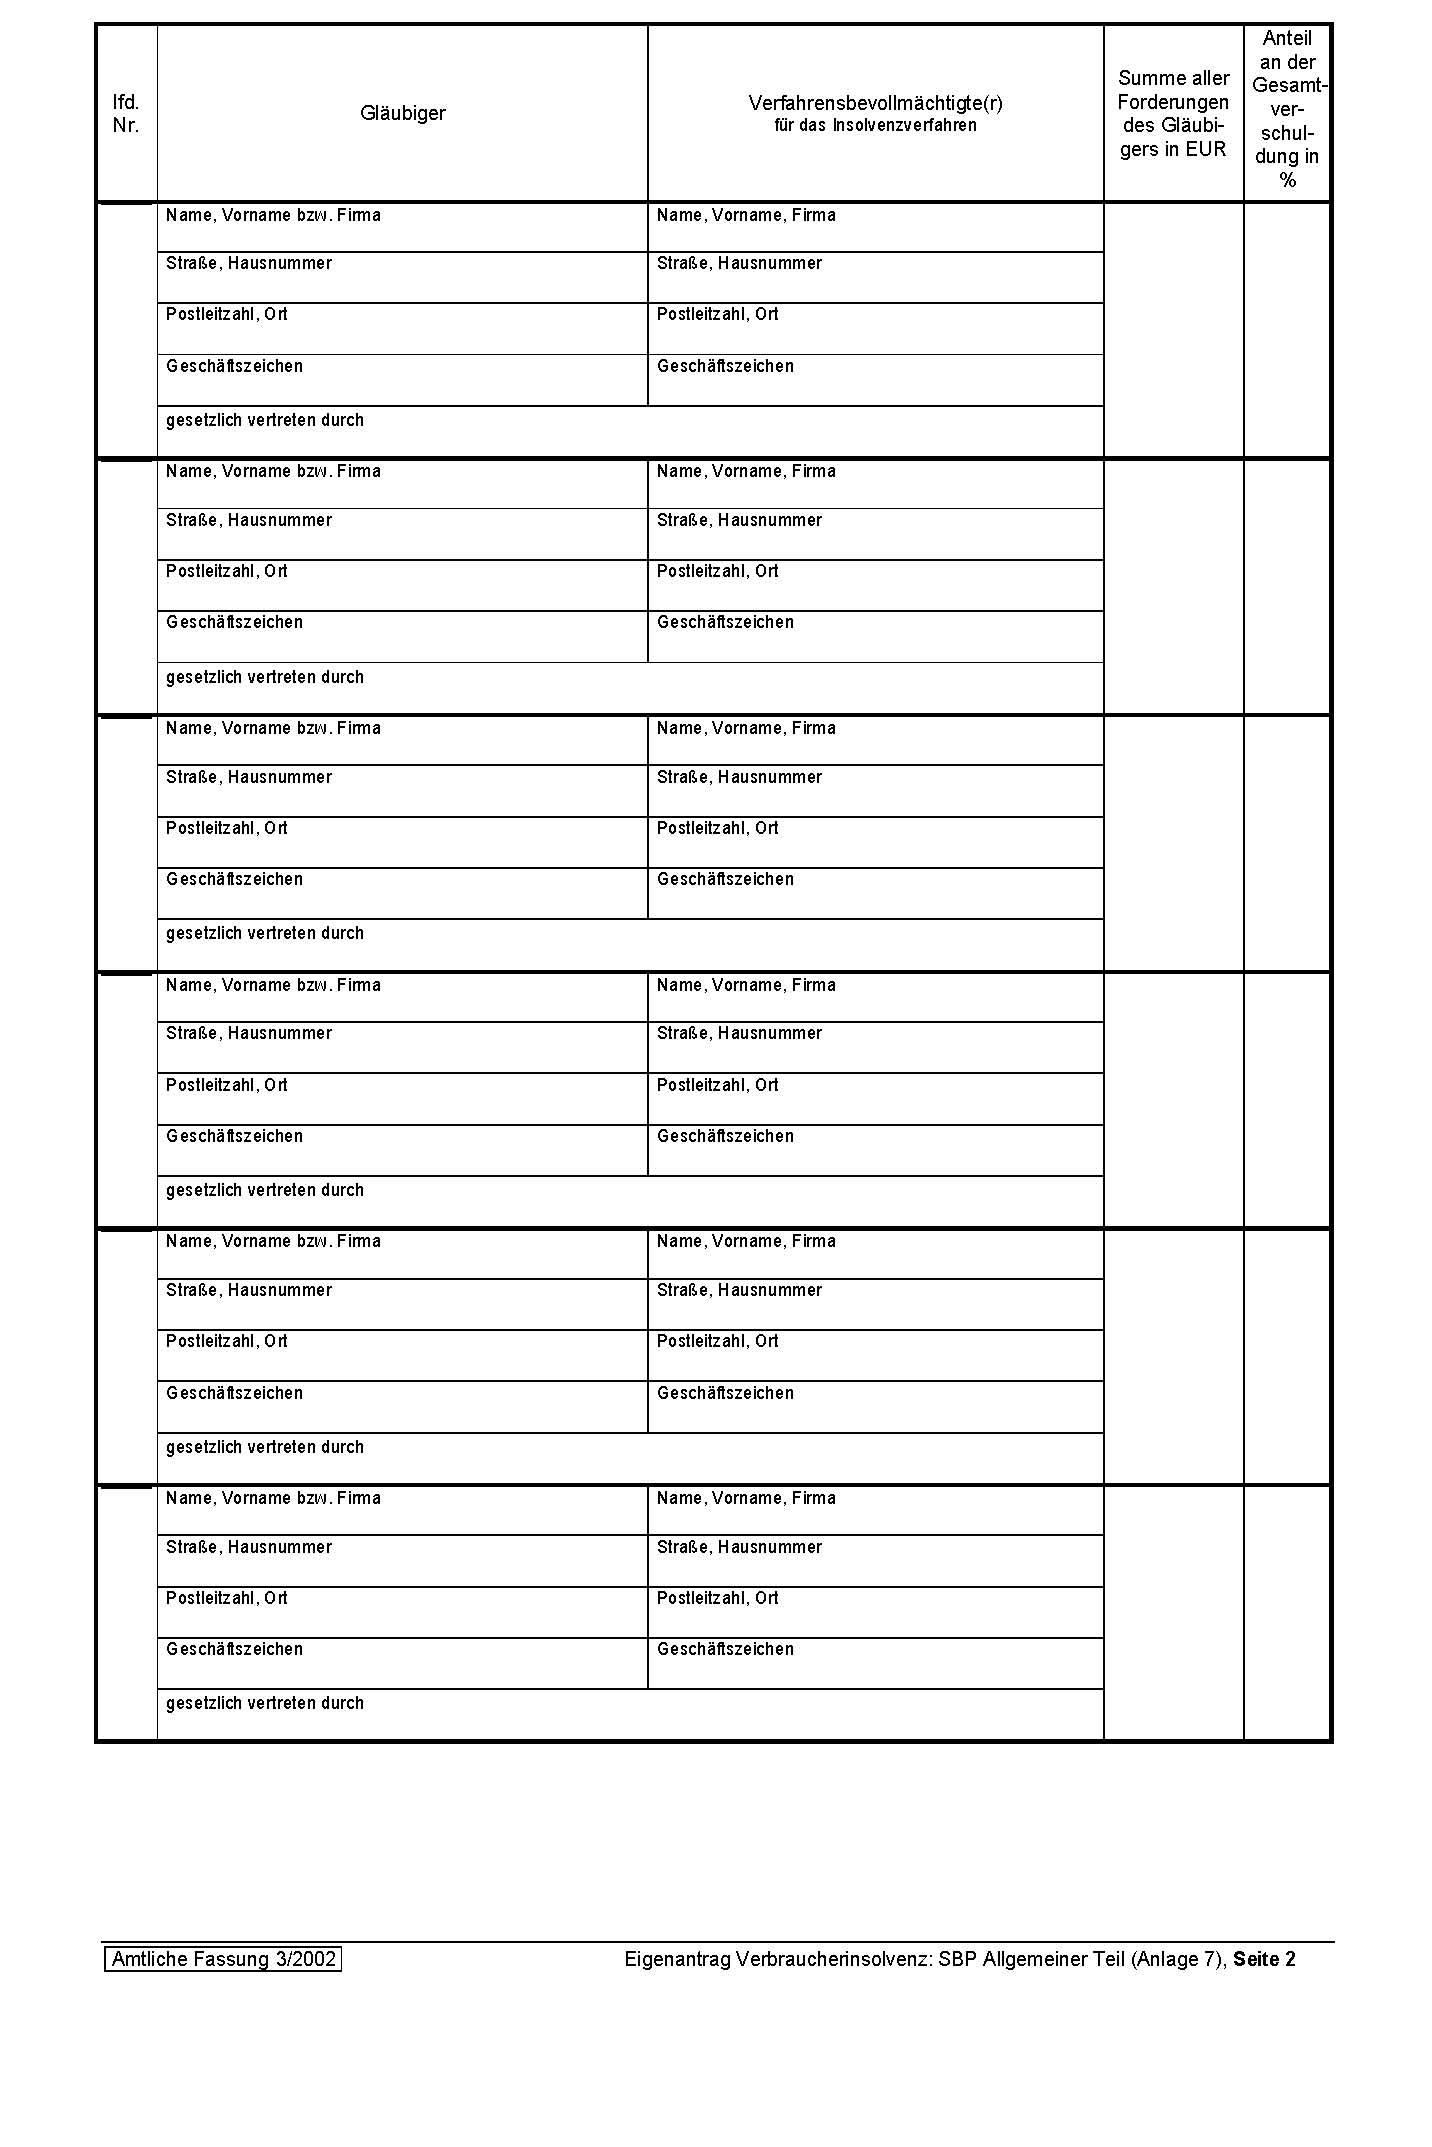 lfd.
Nr.
Gläubiger
Verfahrensbevollmächtigte(r)
für das Insolvenzverfahren
Summe aller
Forderungen
des Gläubi-
gers in EUR
Anteil
an der
Gesamt-
ver-
schul-
dung in
%
Name, Vorname bzw. Firma
Name, Vorname, Firma
Straße, Hausnummer
Straße, Hausnummer
Postleitzahl, Ort
Postleitzahl, Ort
Geschäftszeichen
Geschäftszeichen
gesetzlich vertreten durch
Name, Vorname bzw. Firma
Name, Vorname, Firma
Straße, Hausnummer
Straße, Hausnummer
Postleitzahl, Ort
Postleitzahl, Ort
Geschäftszeichen
Geschäftszeichen
gesetzlich vertreten durch
Name, Vorname bzw. Firma
Name, Vorname, Firma
Straße, Hausnummer
Straße, Hausnummer
Postleitzahl, Ort
Postleitzahl, Ort
Geschäftszeichen
Geschäftszeichen
gesetzlich vertreten durch
Name, Vorname bzw. Firma
Name, Vorname, Firma
Straße, Hausnummer
Straße, Hausnummer
Postleitzahl, Ort
Postleitzahl, Ort
Geschäftszeichen
Geschäftszeichen
gesetzlich vertreten durch
Name, Vorname bzw. Firma
Name, Vorname, Firma
Straße, Hausnummer
Straße, Hausnummer
Postleitzahl, Ort
Postleitzahl, Ort
Geschäftszeichen
Geschäftszeichen
gesetzlich vertreten durch
Name, Vorname bzw. Firma
Name, Vorname, Firma
Straße, Hausnummer
Straße, Hausnummer
Postleitzahl, Ort
Postleitzahl, Ort
Geschäftszeichen
Geschäftszeichen
gesetzlich vertreten durch
Amtliche Fassung 3/2002
Eigenantrag Verbraucherinsolvenz: SBP Allgemeiner Teil (Anlage 7), Seite 2